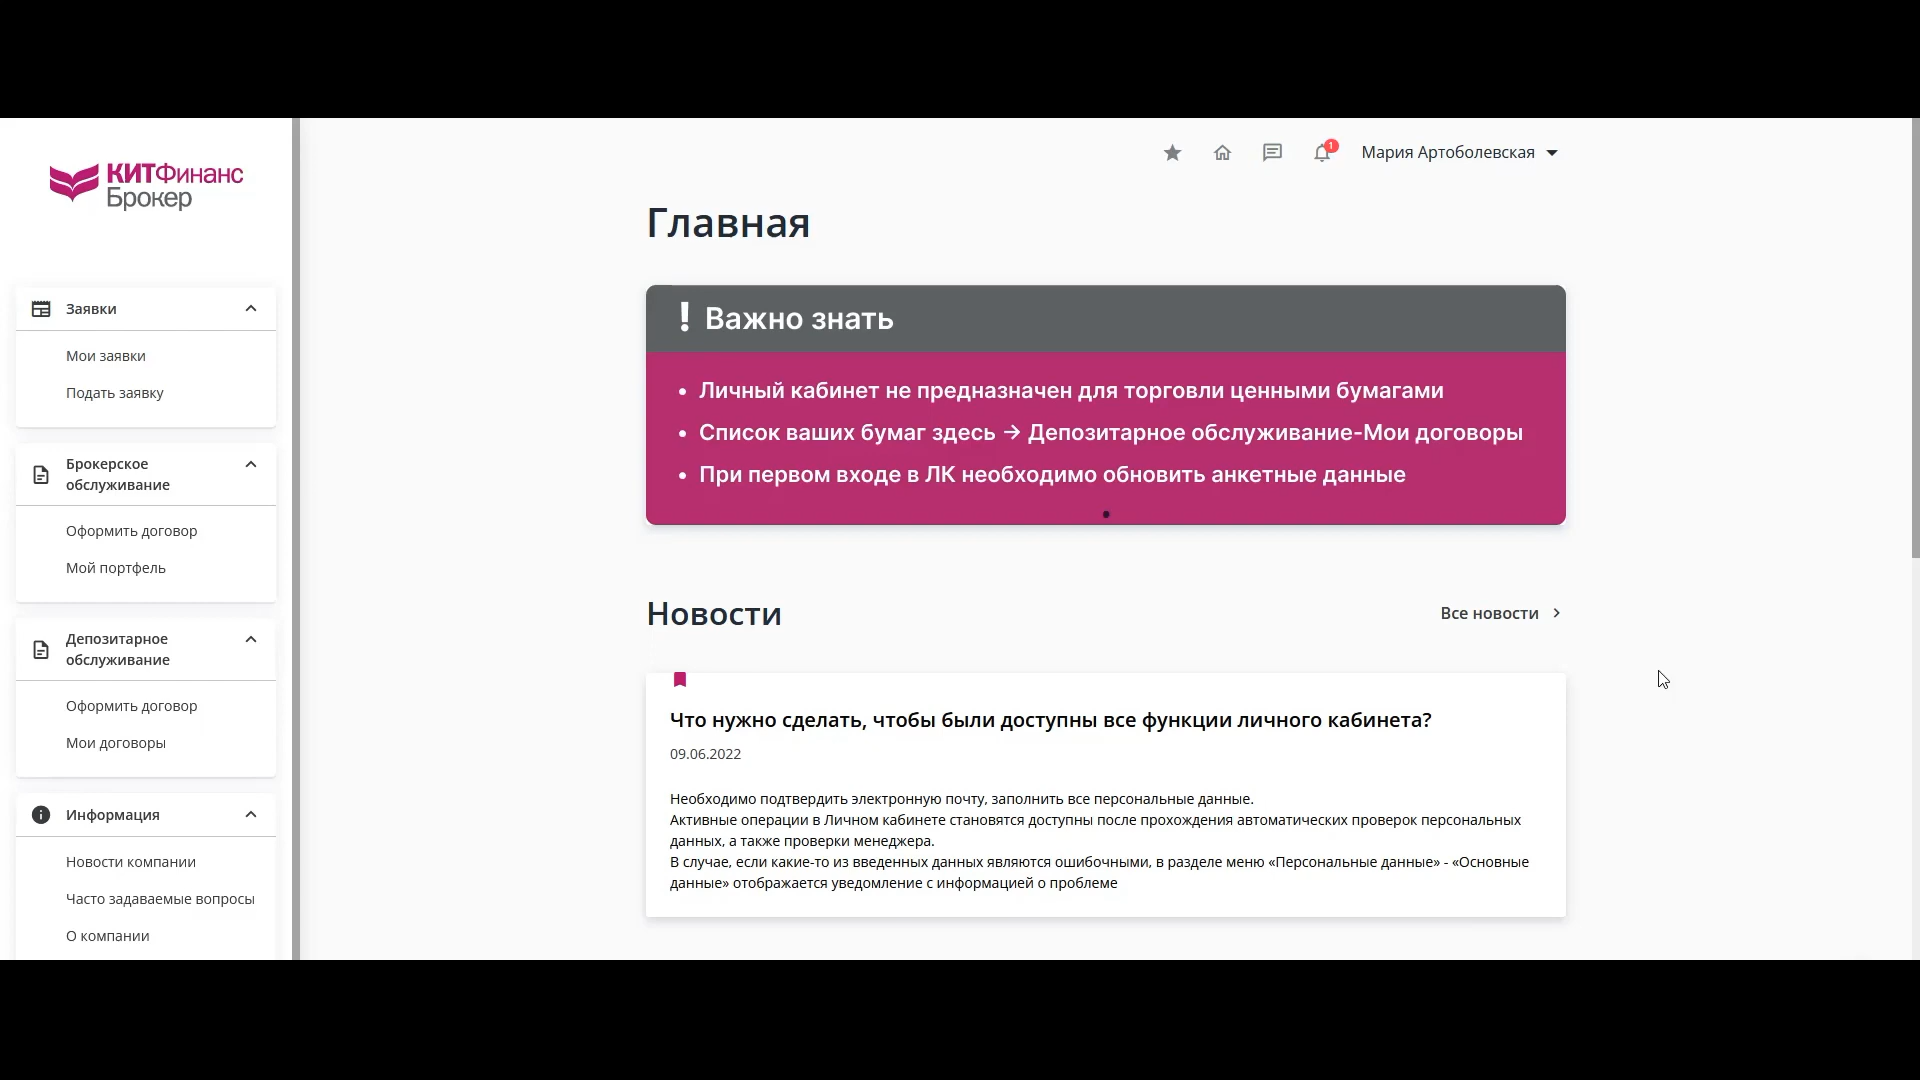 КИТФинанс
Брокер
1
Мария Артоболевская
Главная
Заявки
Мои заявки
Подать заявку
Брокерское
обслуживание
Оформить договор
Мой портфель
Депозитарное
обслуживание
Оформить договор
Мои договоры
Информация
Новости компании
Часто задаваемые вопросы
О компании
! Важно знать
• Личный кабинет не предназначен для торговли ценными бумагами
• Список ваших бумаг здесь → Депозитарное обслуживание-Мои договоры
• При первом входе в ЛК необходимо обновить анкетные данные
Новости
Все новости
Что нужно сделать, чтобы были доступны все функции личного кабинета?
09.06.2022
Необходимо подтвердить электронную почту, заполнить все персональные данные.
Активные операции в Личном кабинете становятся доступны после прохождения автоматических проверок персональных
данных, а также проверки менеджера.
В случае, если какие-то из введенных данных являются ошибочными, в разделе меню «Персональные данные» - «Основные
данные» отображается уведомление с информацией о проблеме